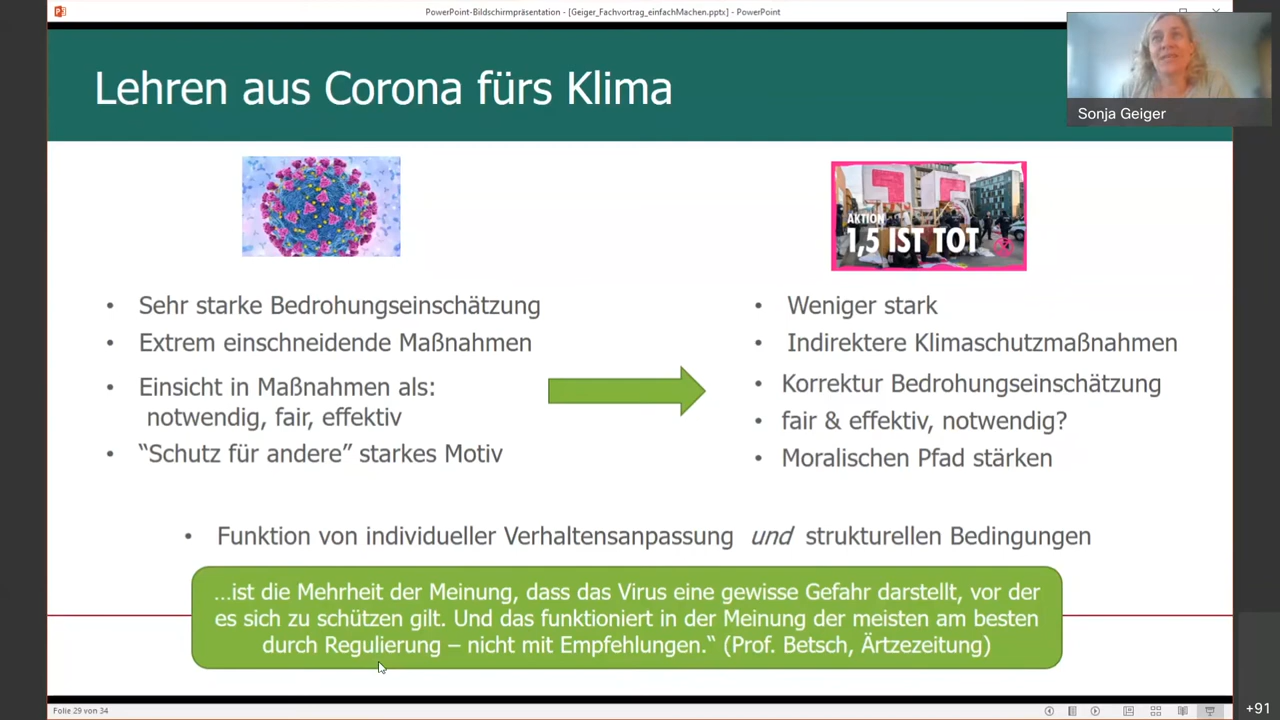 PowerPoint-Bildschirmpräsentation - [Geiger_Fachvortrag_einfachMachen.pptx] - PowerPoint
Lehren aus Corona fürs Klima
Sonja Geiger
AKTION
1,5 IST TOT
• Sehr starke Bedrohungseinschätzung
• Extrem einschneidende Maßnahmen
• Einsicht in Maßnahmen als:
notwendig, fair, effektiv
• “Schutz für andere” starkes Motiv
• Weniger stark
• Indirektere Klimaschutzmaßnahmen
• Korrektur Bedrohungseinschätzung
• fair & effektiv, notwendig?
• Moralischen Pfad stärken
• Funktion von individueller Verhaltensanpassung und strukturellen Bedingungen
...ist die Mehrheit der Meinung, dass das Virus eine gewisse Gefahr darstellt, vor der
es sich zu schützen gilt. Und das funktioniert in der Meinung der meisten am besten
durch Regulierung – nicht mit Empfehlungen.“ (Prof. Betsch, Ärtzezeitung)
Folie 29 von 34
+91